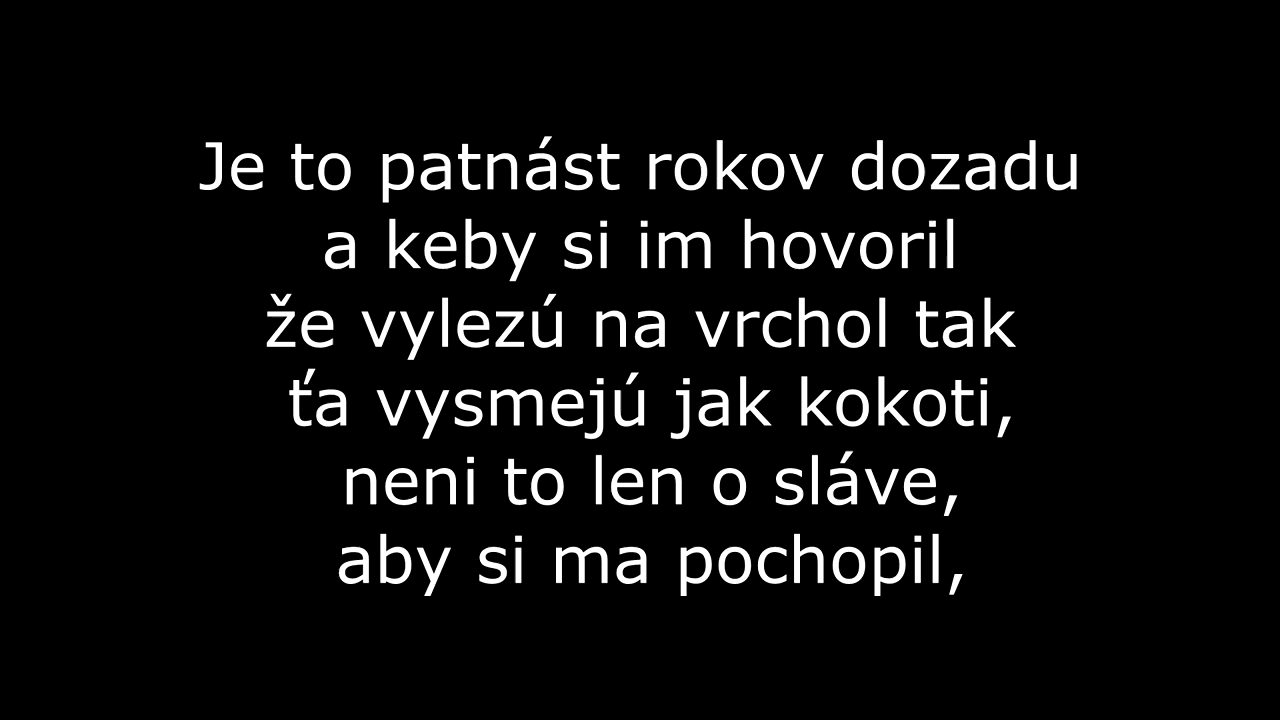 Je to patnást rokov dozadu
a keby si im hovoril
že vylezú na vrchol tak
ťa vysmejú jak kokoti,
neni to len o sláve,
aby si ma pochopil,